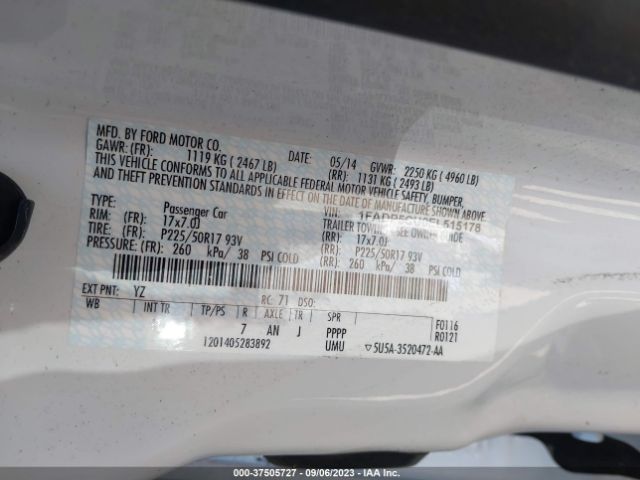 MFD. BY FORD MOTOR CO.
DATE: 05/14 GVWR: 2250 KG ( 4960 LB)
GAWR: (FR): 1119 KG ( 2467 LB) (RR): 1131 KG ( 2493 LB)
THIS VEHICLE CONFORMS TO ALL APPLICABLE FEDERAL MOTOR VEHICLE SAFETY, BUMPER,
AND THEFT PREVENTION STANDARDS IN EFFECT ON THE DATE OF MANUFACTURE SHOWN ABOVE
TYPE: Passenger Car VIN:
RIM: (FR): 17x7.0J (RR): 17x7.0J
TRAILER SEE
TIRE: (FR): P225/50R17 93V (RR): P225/50R17 93V
PRESSURE: (FR): 260 kPa/ 38 PSI COLD (RR): 260 kPa/ 38 PSI COLD
EXT PNT: YZ RC: 71 DSO:
WB INT TR TP/PS R AXLE TR SPR
7 AN J PPPP
F0116
R0121
1201405283892 UMU ▽5U5A-3520472-AA
000-37505727 - 09/06/2023 - IAA.com